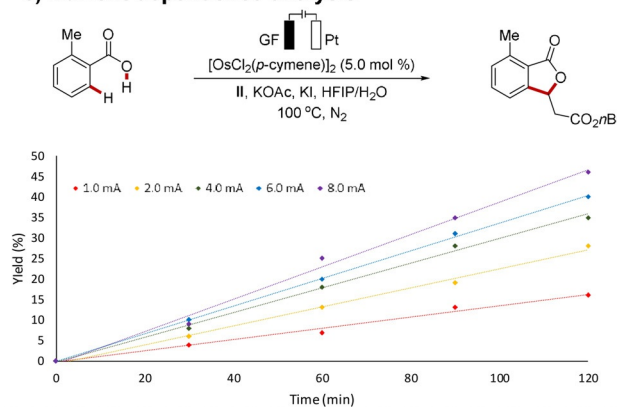 Me
O
O
H
H
GF
Pt
[OsCl2(p-cymene)]2 (5.0 mol %)
II, KOAc, KI, HFIP/H2O
100 °C, N2
Me
O
O
CO2nB
Yield (%)
50
45
40
35
30
25
20
15
10
5
0
1.0 mA 2.0 mA 4.0 mA 6.0 mA 8.0 mA
0 20 40 60 80 100 120
Time (min)